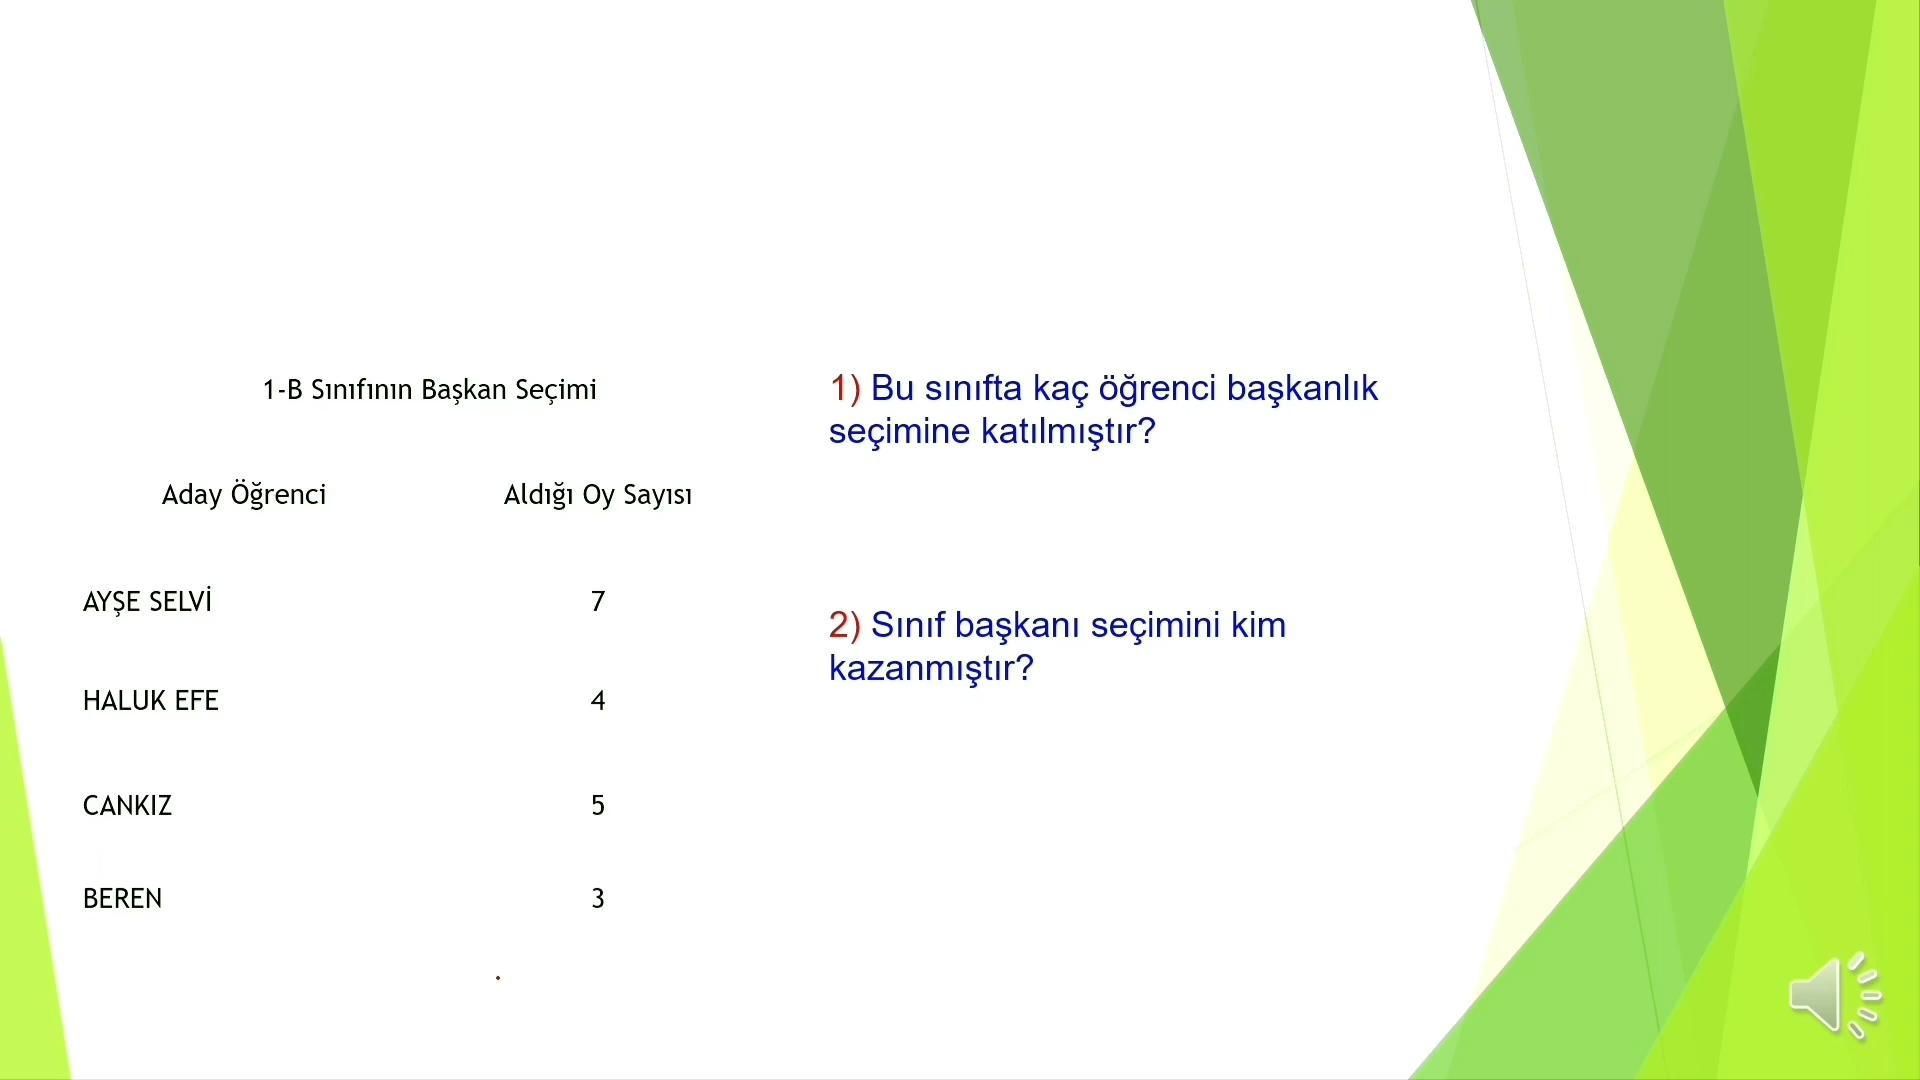 1-B Sınıfının Başkan Seçimi
Aday Öğrenci Aldığı Oy Sayısı
AYŞE SELVİ 7
HALUK EFE 4
CANKIZ 5
BEREN 3
1) Bu sınıfta kaç öğrenci başkanlık
seçimine katılmıştır?
2) Sınıf başkanı seçimini kim
kazanmıştır?